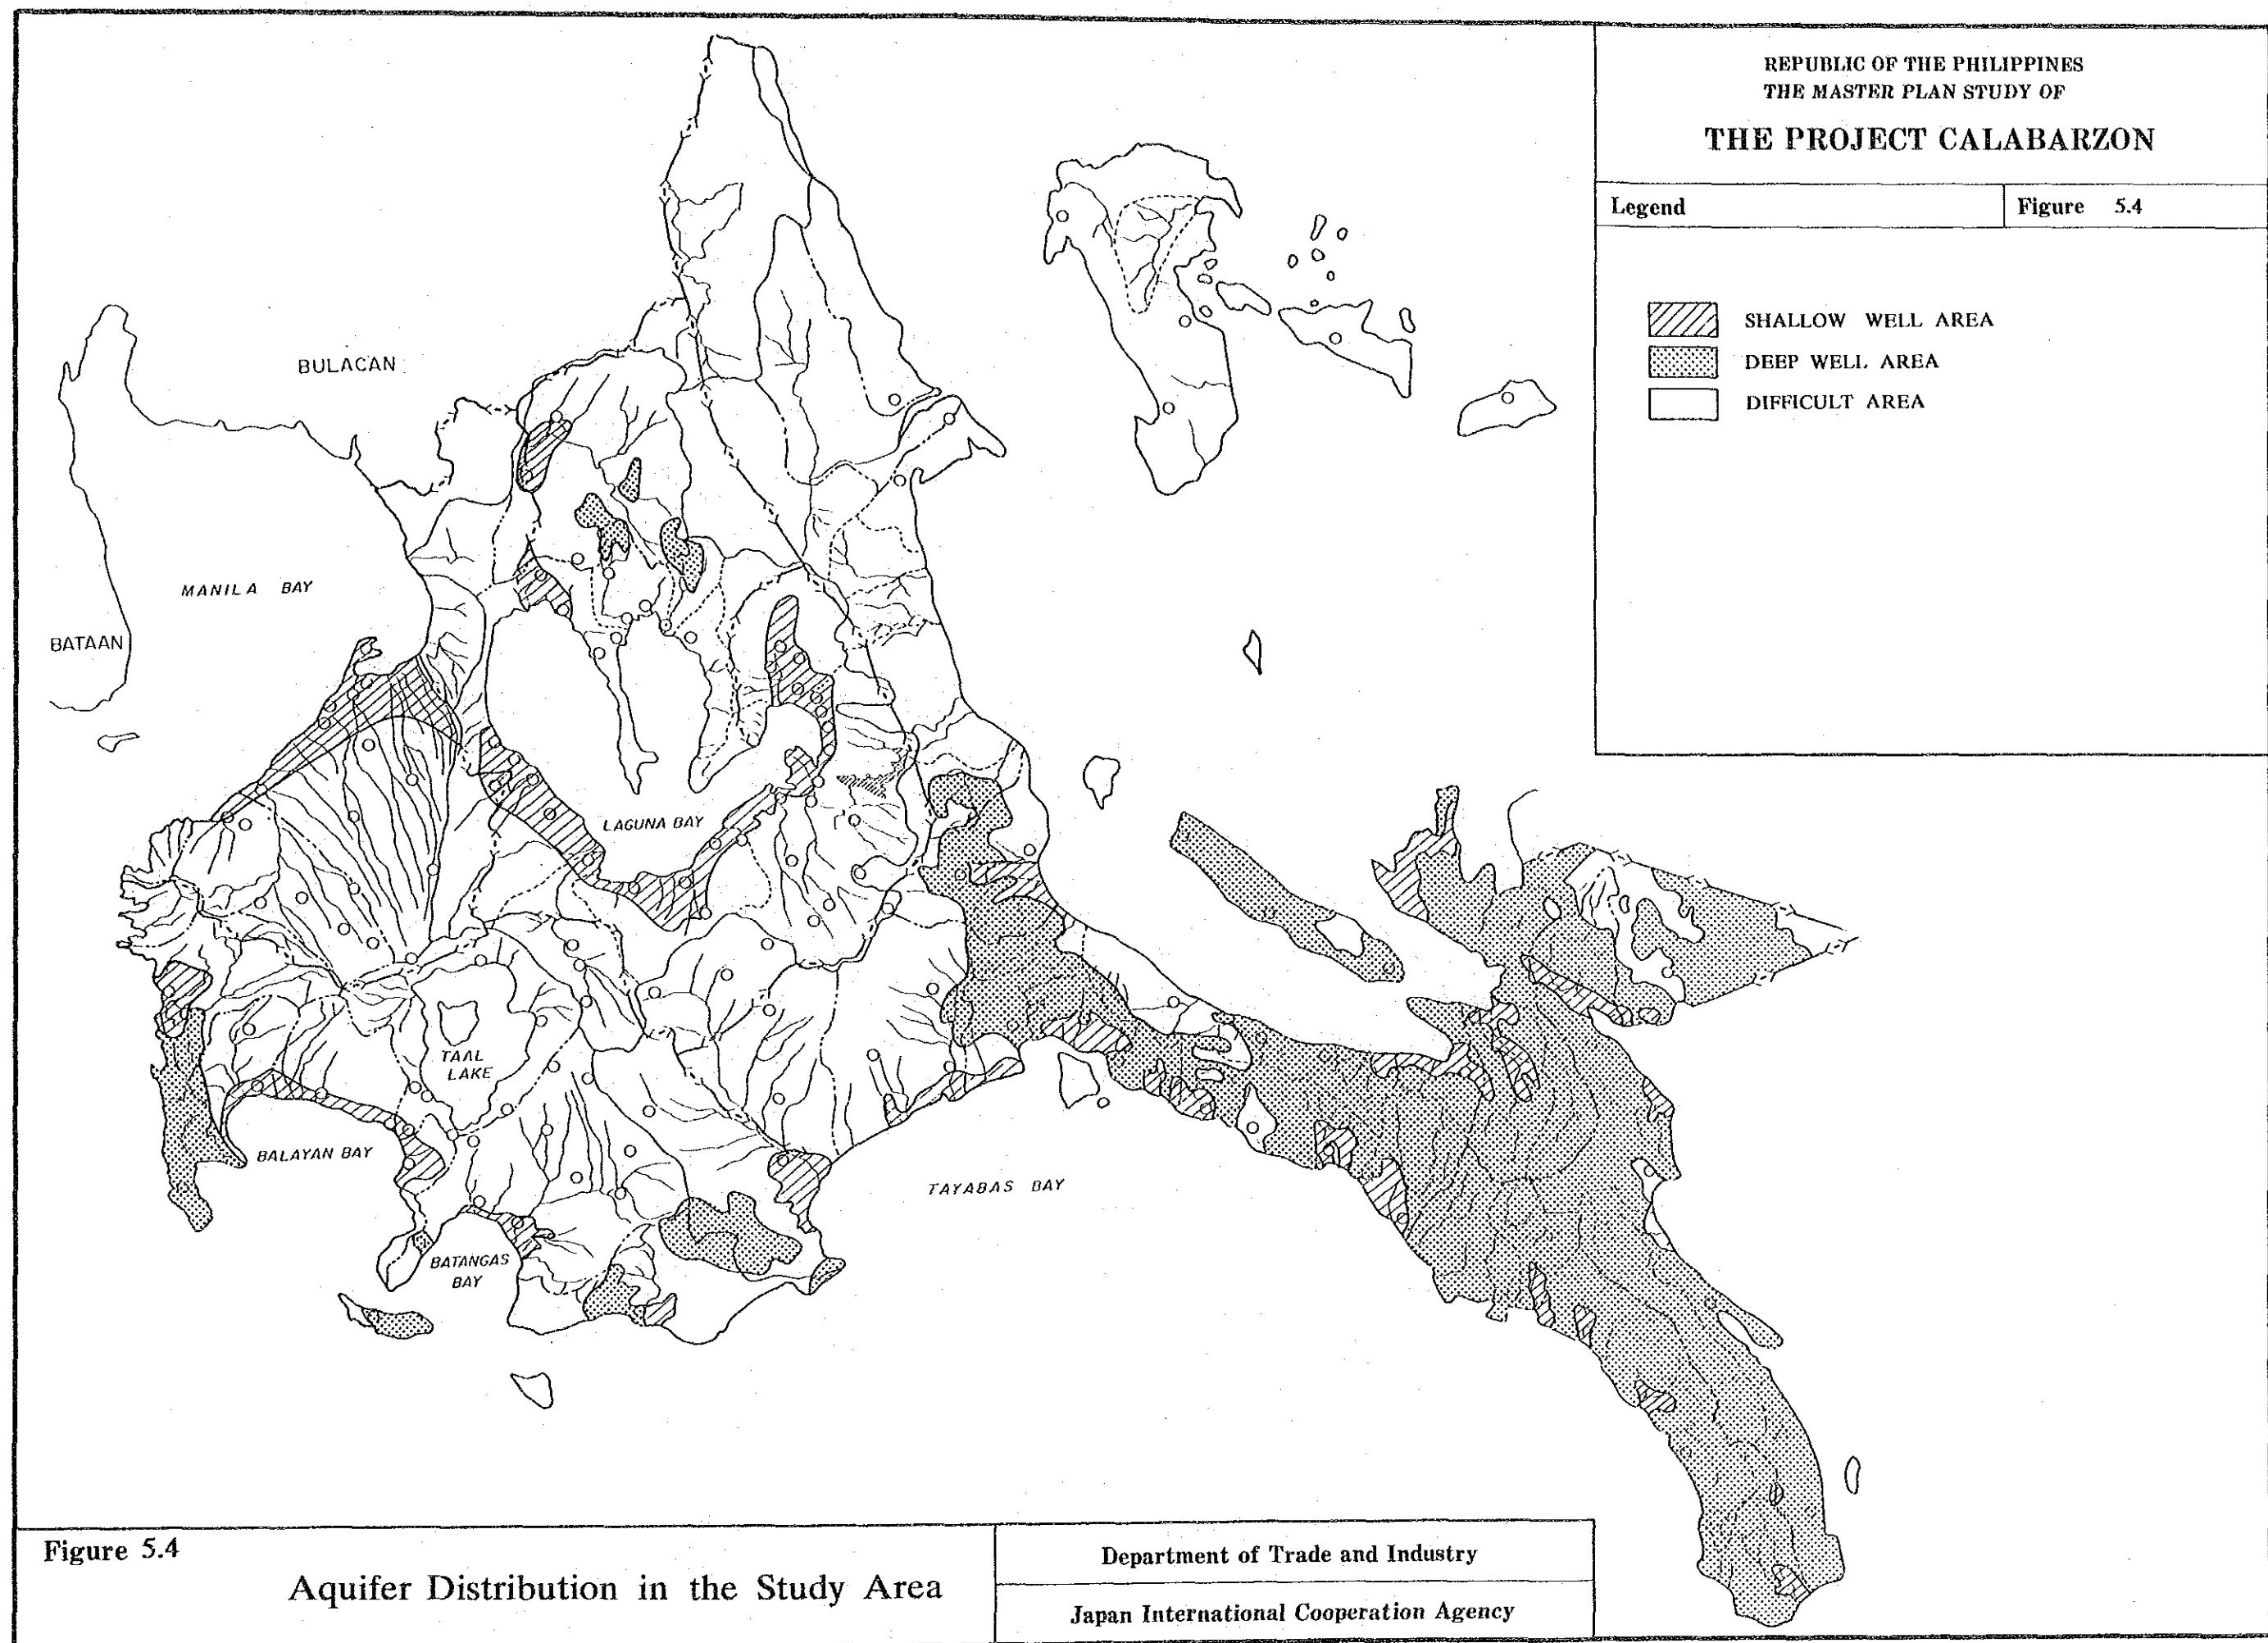 REPUBLIC OF THE PHILIPPINES
THE MASTER PLAN STUDY OF
THE PROJECT CALABARZON
Legend
Figure 5.4
SHALLOW WELL AREA
DEEP WELL AREA
DIFFICULT AREA
BULACAN
MANILA BAY
BATAAN
LAGUNA BAY
TAAL
LAKE
BALAYAN BAY
TAYABAS BAY
BATANGAS
BAY
Figure 5.4
Aquifer Distribution in the Study Area
Department of Trade and Industry
Japan International Cooperation Agency